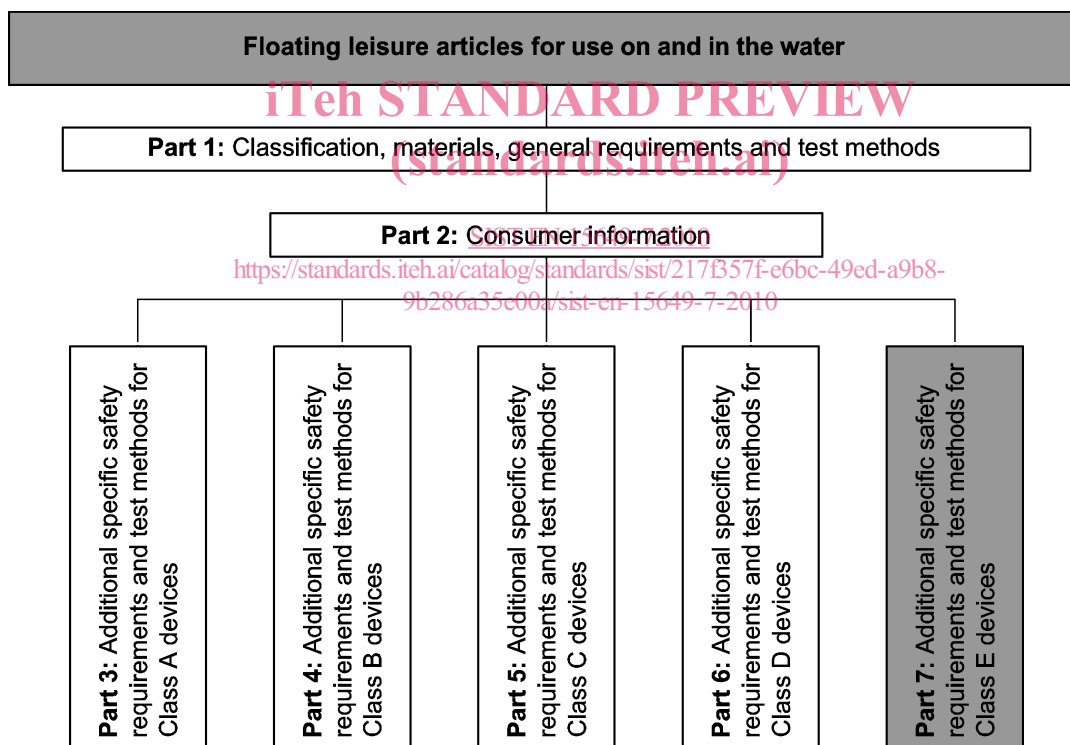 Floating leisure articles for use on and in the water
iTeh STANDARD PREVIEW
Part 1: Classification, materials, general requirements and test methods
(standards.iteh.ai)
Part 2: Consumer information
SIST EN 15649-7:2010
https://standards.iteh.ai/catalog/standards/sist/217f357f-e6bc-49ed-a9b8-
9b286a35e00a/sist-en-15649-7-2010
Part 3: Additional specific safety
requirements and test methods for
Class A devices
Part 4: Additional specific safety
requirements and test methods for
Class B devices
Part 5: Additional specific safety
requirements and test methods for
Class C devices
Part 6: Additional specific safety
requirements and test methods for
Class D devices
Part 7: Additional specific safety
requirements and test methods for
Class E devices